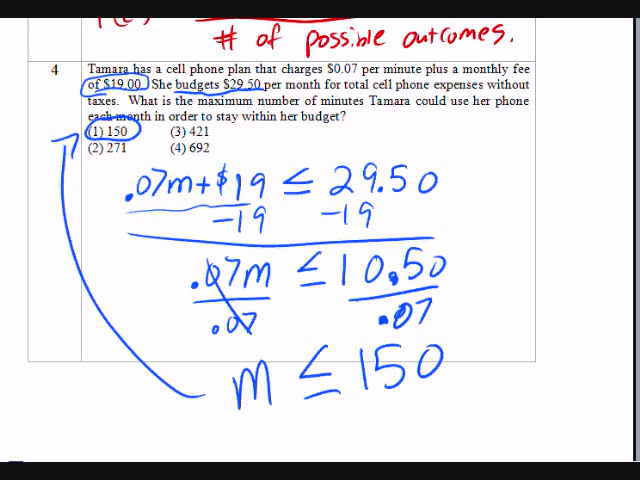 # of possible outcomes.
4 Tamara has a cell phone plan that charges $0.07 per minute plus a monthly fee
of $19.00. She budgets $29.50 per month for total cell phone expenses without
taxes. What is the maximum number of minutes Tamara could use her phone
each month in order to stay within her budget?
(1) 150 (3) 421
(2) 271 (4) 692
.07m + $19 ≤ 29.50
-19 -19
.07m ≤ 10.50
.07 .07
m ≤ 150